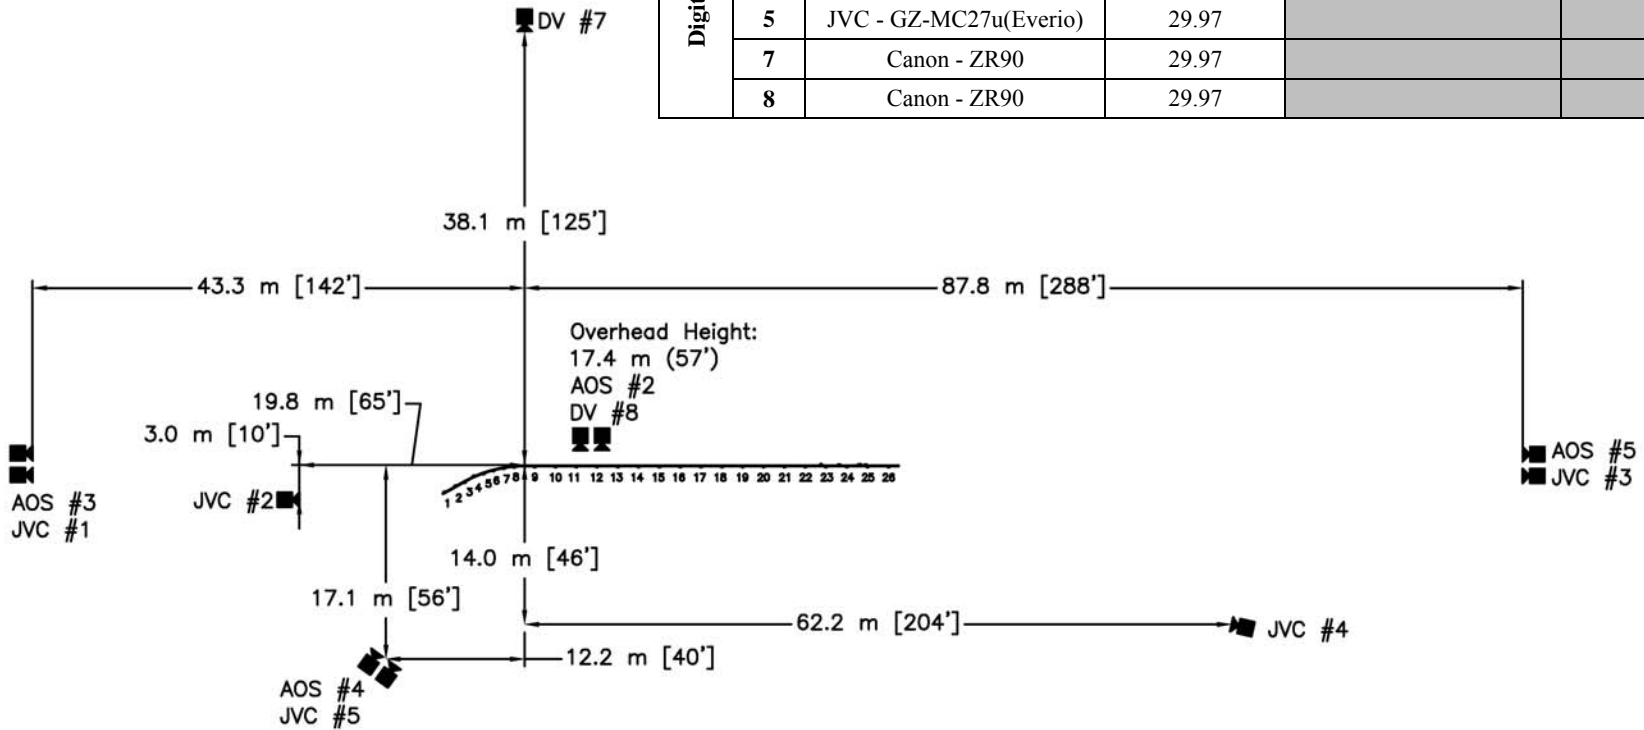 DV #7
Digit
5 JVC - GZ-MC27u(Everio) 29.97
7 Canon - ZR90 29.97
8 Canon - ZR90 29.97
38.1 m [125']
43.3 m [142']
87.8 m [288']
Overhead Height:
17.4 m (57')
AOS #2
DV #8
19.8 m [65']
3.0 m [10']
AOS #3
JVC #1
JVC #2
1 2 3 4 5 6 7 8 9 10 11 12 13 14 15 16 17 18 19 20 21 22 23 24 25 26
AOS #5
JVC #3
14.0 m [46']
17.1 m [56']
62.2 m [204']
JVC #4
12.2 m [40']
AOS #4
JVC #5